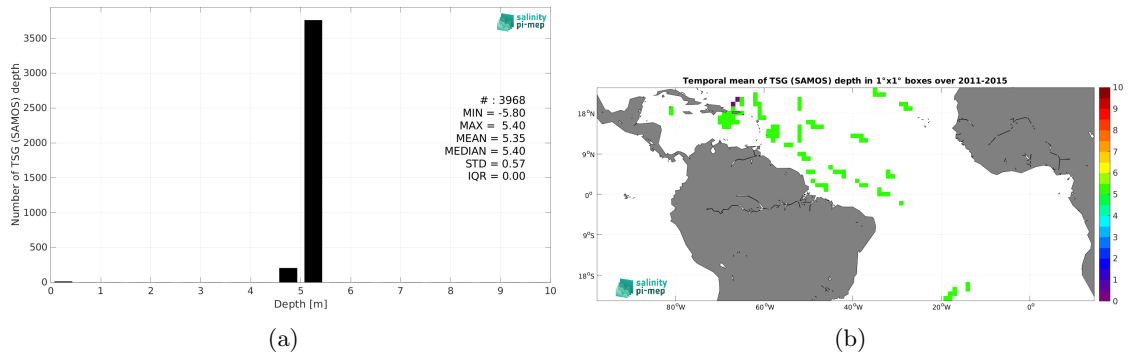 salinity
pi-mep
Number of TSG (SAMOS) depth
3500
3000
2500
2000
1500
1000
500
0
# : 3968
MIN = -5.80
MAX = 5.40
MEAN = 5.35
MEDIAN = 5.40
STD = 0.57
IQR = 0.00
0 1 2 3 4 5 6 7 8 9 10
Depth [m]
(a)
Temporal mean of TSG (SAMOS) depth in 1°x1° boxes over 2011-2015
18°N
9°N
0°
9°S
18°S
80°W 60°W 40°W 20°W 0°
salinity
pi-mep
10
9
8
7
6
5
4
3
2
1
0
(b)